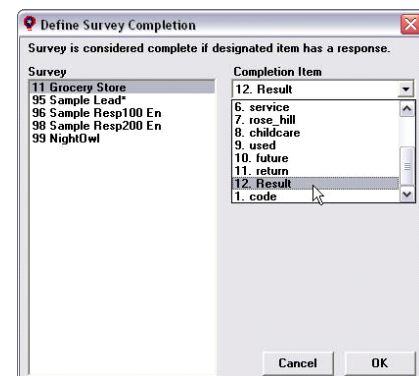 Define Survey Completion
Survey is considered complete if designated item has a response.
Survey
11 Grocery Store
95 Sample Lead*
96 Sample Resp100 En
98 Sample Resp200 En
99 NightOwl
Completion Item
12. Result
6. service
7. rose_hill
8. childcare
9. used
10. future
11. return
12. Result
1. code
Cancel
OK